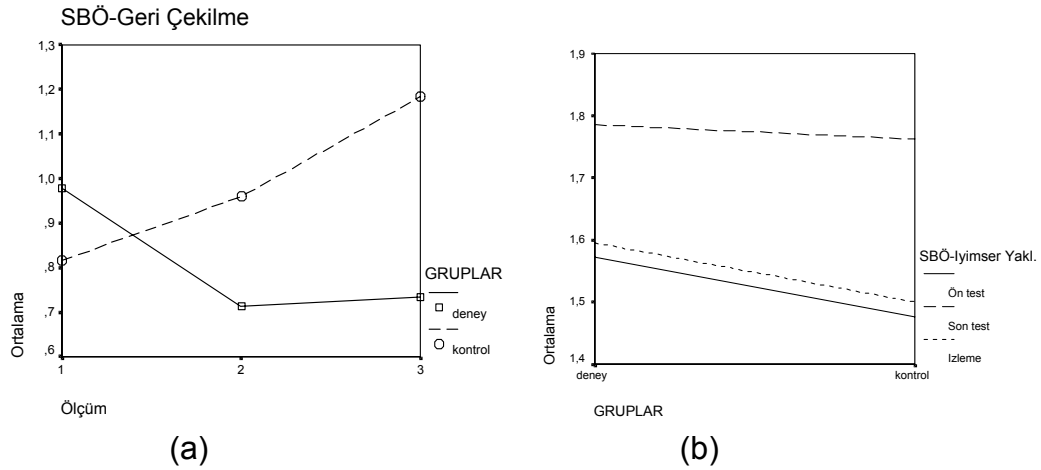 SBÖ-Geri Çekilme
1,3
1,2
1,1
1,0
,9
,8
,7
,6
Ortalama
1
2
3
Ölçüm
GRUPLAR
deney
kontrol
(a)
1,9
1,8
1,7
1,6
1,5
1,4
Ortalama
deney
kontrol
GRUPLAR
SBÖ-Iyimser Yakl.
Ön test
Son test
Izleme
(b)